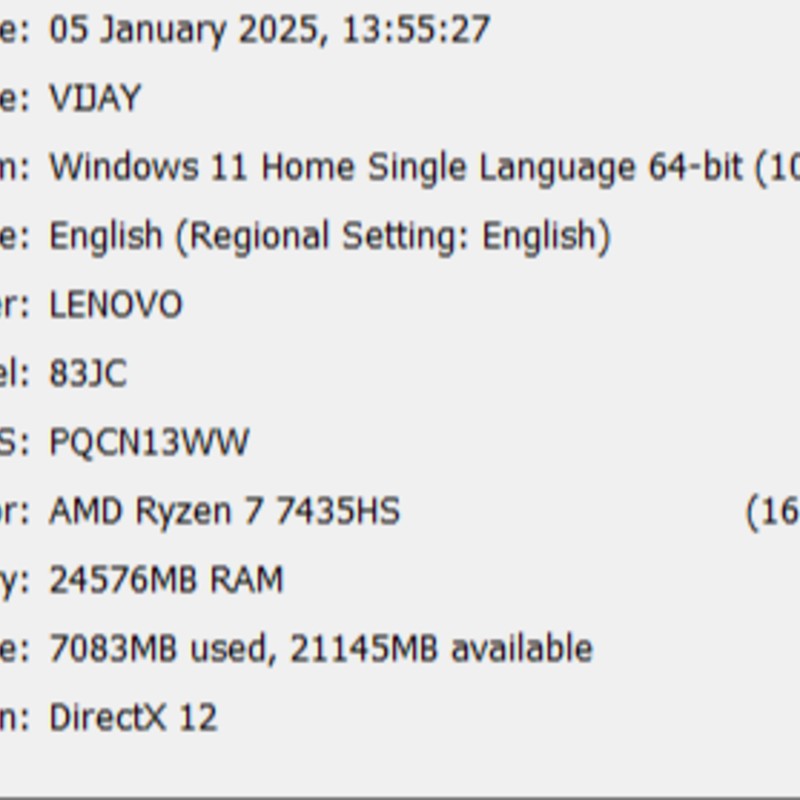 e: 05 January 2025, 13:55:27
e: VIJAY
m: Windows 11 Home Single Language 64-bit (10
e: English (Regional Setting: English)
er: LENOVO
el: 83JC
S: PQCN13WW
or: AMD Ryzen 7 7435HS (16
y: 24576MB RAM
e: 7083MB used, 21145MB available
n: DirectX 12